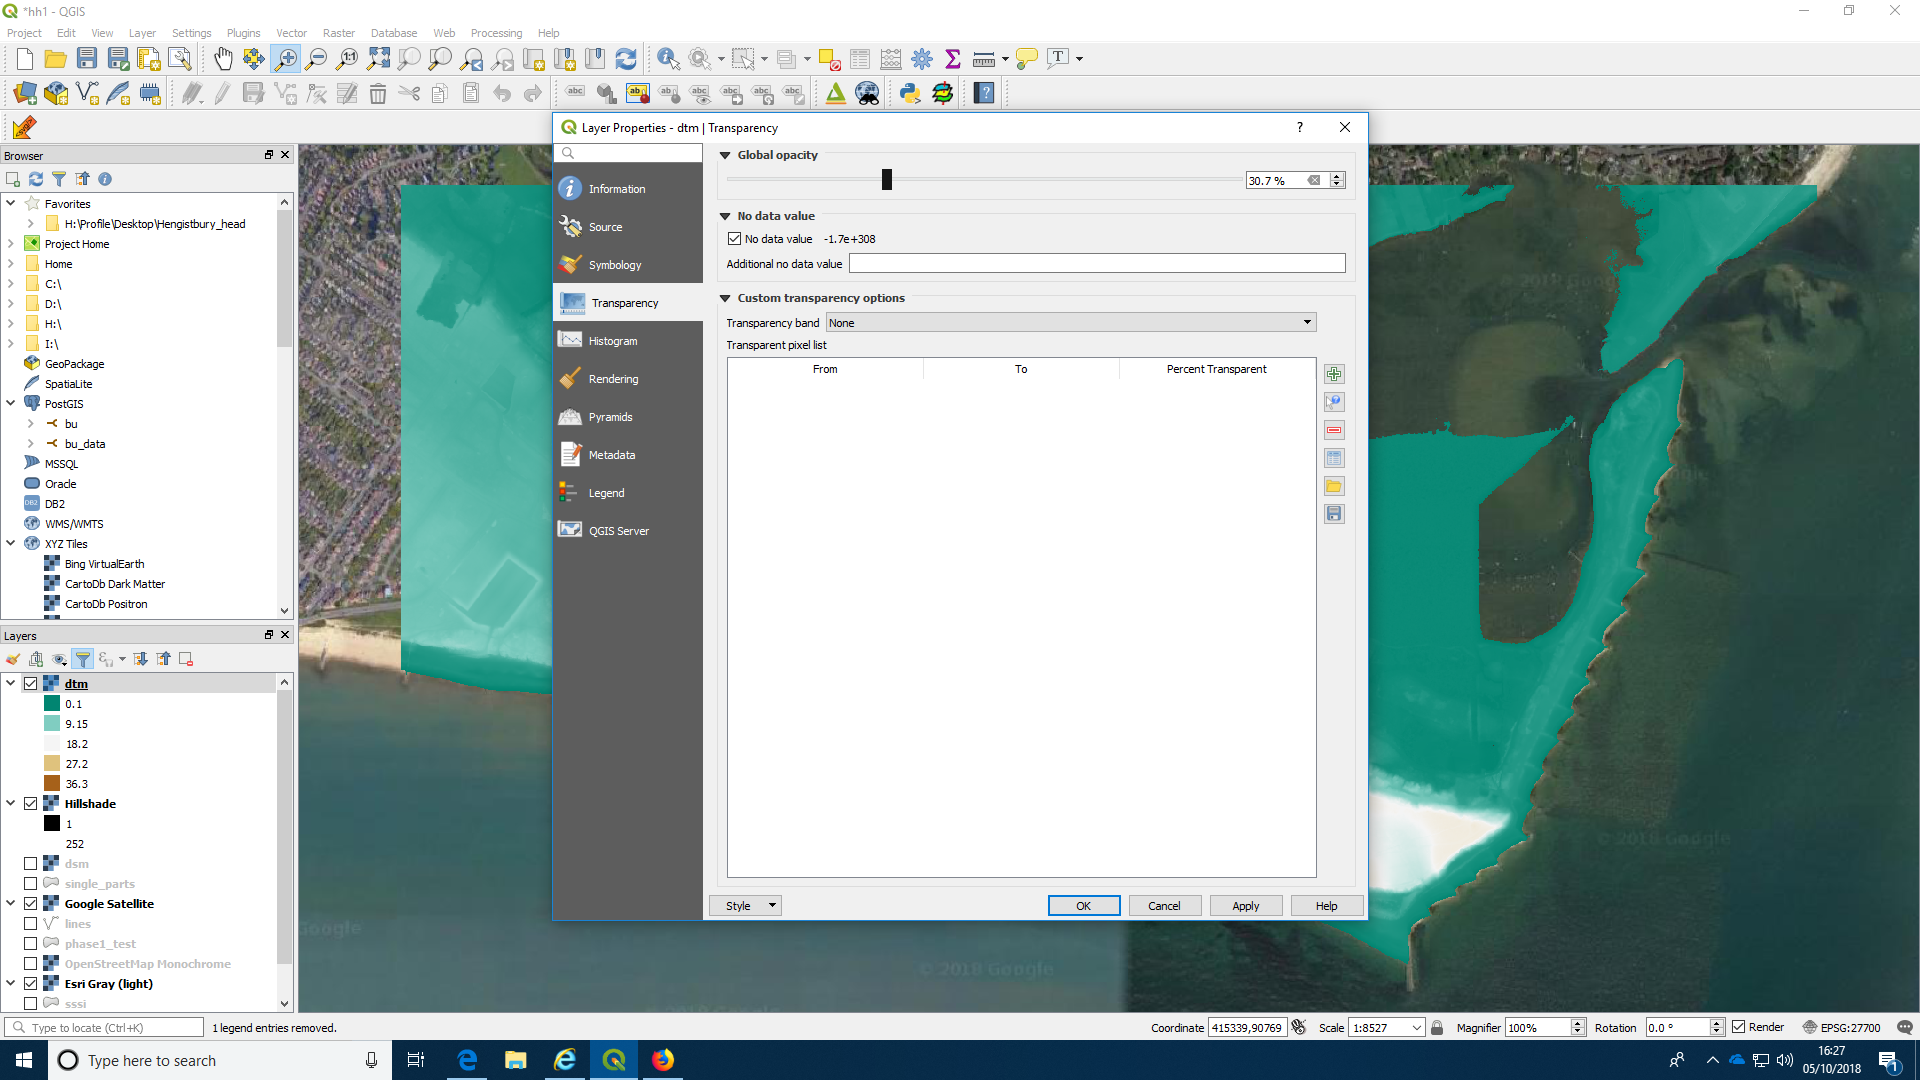 *hh1 - QGIS
Project Edit View Layer Settings Plugins Vector Raster Database Web Processing Help
Layer Properties - dtm | Transparency
?
Browser
Favorites
H:\Profile\Desktop\Hengistbury_head
Project Home
Home
C:\
D:\
H:\
I:\
GeoPackage
SpatiaLite
PostGIS
bu
bu_data
MSSQL
Oracle
DB2
WMS/WMTS
XYZ Tiles
Bing VirtualEarth
CartoDb Dark Matter
CartoDb Positron
Layers
dtm
0.1
9.15
18.2
27.2
36.3
Hillshade
1
252
dsm
single_parts
Google Satellite
lines
phase1_test
OpenStreetMap Monochrome
Esri Gray (light)
sssi
Information
Source
Symbology
Transparency
Histogram
Rendering
Pyramids
Metadata
Legend
QGIS Server
Global opacity
30.7 %
No data value
No data value -1.7e+308
Additional no data value
Custom transparency options
Transparency band None
Transparent pixel list
From To Percent Transparent
Style OK Cancel Apply Help
© 2018 Google
© 2018 Google
Google
© 2018 Google
Type to locate (Ctrl+K) 1 legend entries removed. Coordinate 415339,90769 Scale 1:8527 Magnifier 100% Rotation 0.0 ° Render EPSG:27700
Type here to search
16:27
05/10/2018
1